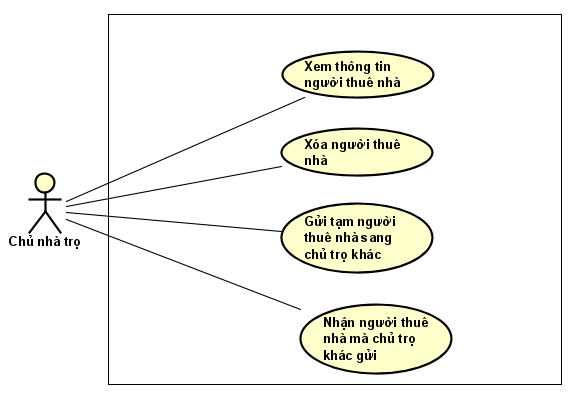 Xem thông tin
người thuê nhà
Xóa người thuê
nhà
Chủ nhà trọ
Gửi tạm người
thuê nhà sang
chủ trọ khác
Nhận người thuê
nhà mà chủ trọ
khác gửi